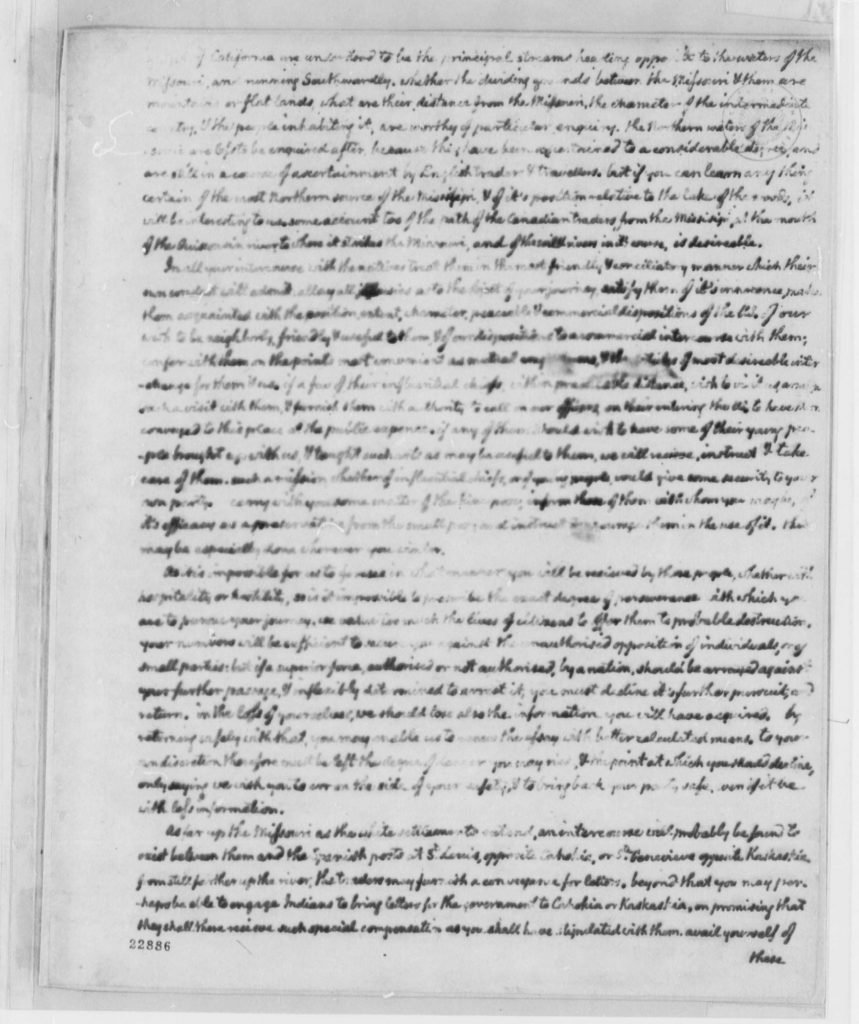 of California are understood to be the principal streams heading opposite to the waters of the
Missouri, and running Southwardly. whether the dividing grounds between the Missouri & them are
mountains or flat lands, what are their distance from the Missouri, the character of the intermediate
country, & the people inhabiting it, are worthy of particular enquiry. the Northern waters of the Mis
souri are less to be enquired after, because they have been ascertained to a considerable degree, and
are still in a course of ascertainment by English traders & travellers. but if you can learn any thing
certain of the most Northern source of the Missisipi, & of it's position relative to the lake of the woods, it
will be interesting to us. some account too of the path of the Canadian traders from the Missisipi, at the mouth
of the Ouisconsin river, to where it strikes the Missouri, and of the soil & rivers in it's course, is desireable.
In all your intercourse with the natives treat them in the most friendly & conciliatory manner which their
own conduct will admit. allay all jealousies as to the object of your journey, satisfy them of it's innocence, make
them acquainted with the position, extent, character, peaceable & commercial dispositions of the U.S. of our
wish to be neighborly, friendly & useful to them, & of our dispositions to a commercial intercourse with them;
confer with them on the points most convenient as mutual emporiums, & the articles of most desireable inter
-change for them & us. if a few of their influential chiefs, within practicable distance, wish to visit us, arrange
such a visit with them, & furnish them with authority to call on our officers, on their entering the U.S. to have them
conveyed to this place at the public expence. if any of them should wish to have some of their young peo-
-ple brought up with us, & taught such arts as may be useful to them, we will recieve, instruct & take
care of them. such a mission whether of influential chiefs, or of young people, would give some security to your
own party. carry with you some matter of the kine pox, inform those of them with whom you may be, of
it's efficacy as a preservative from the small pox; and instruct & encourage them in the use of it. this
may be especially done wherever you winter.
As it is impossible for us to foresee in what manner you will be recieved by those people, whether with
hospitality or hostility, so is it impossible to prescribe the exact degree of perseverance with which you
are to pursue your journey. we value too much the lives of citizens to offer them to probable destruction.
your numbers will be sufficient to secure you against the unauthorised opposition of individuals, or of
small parties: but if a superior force, authorised or not authorised, by a nation, should be arrayed against
your further passage, & inflexibly determined to arrest it, you must decline it's further pursuit, and
return. in the loss of yourselves, we should lose also the information you will have acquired. by
returning safely with that, you may enable us to renew the essay with better calculated means. to your
own discretion therefore must be left the degree of danger you may risk, & the point at which you should decline,
only saying we wish you to err on the side of your safety, & to bring back your party safe, even if it be
with less information.
As far up the Missouri as the white settlements extend, an intercourse will probably be found to
exist between them and the Spanish posts at St. Louis, opposite Cahokia, or Ste. Genevieve opposite Kaskaskia.
from still farther up the river, the traders may furnish a conveyance for letters. beyond that you may per-
-haps be able to engage Indians to bring letters for the government to Cahokia or Kaskaskia, on promising that
they shall there recieve such special compensation as you shall have stipulated with them. avail yourself of
these
22886